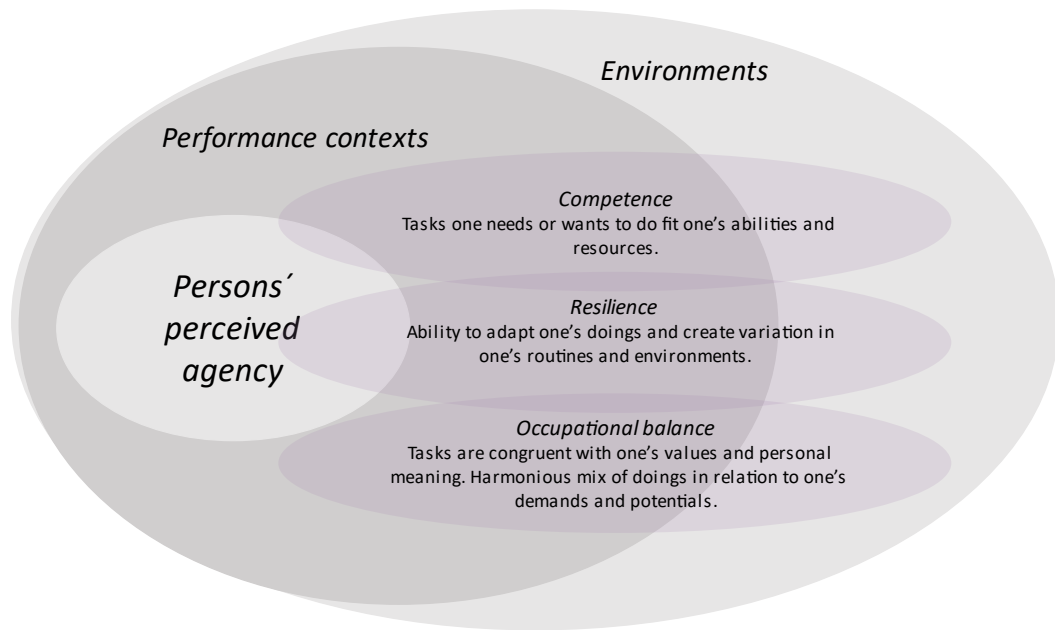 Environments
Performance contexts
Competence
Tasks one needs or wants to do fit one’s abilities and
resources.
Persons´
perceived
agency
Resilience
Ability to adapt one’s doings and create variation in
one’s routines and environments.
Occupational balance
Tasks are congruent with one’s values and personal
meaning. Harmonious mix of doings in relation to one’s
demands and potentials.